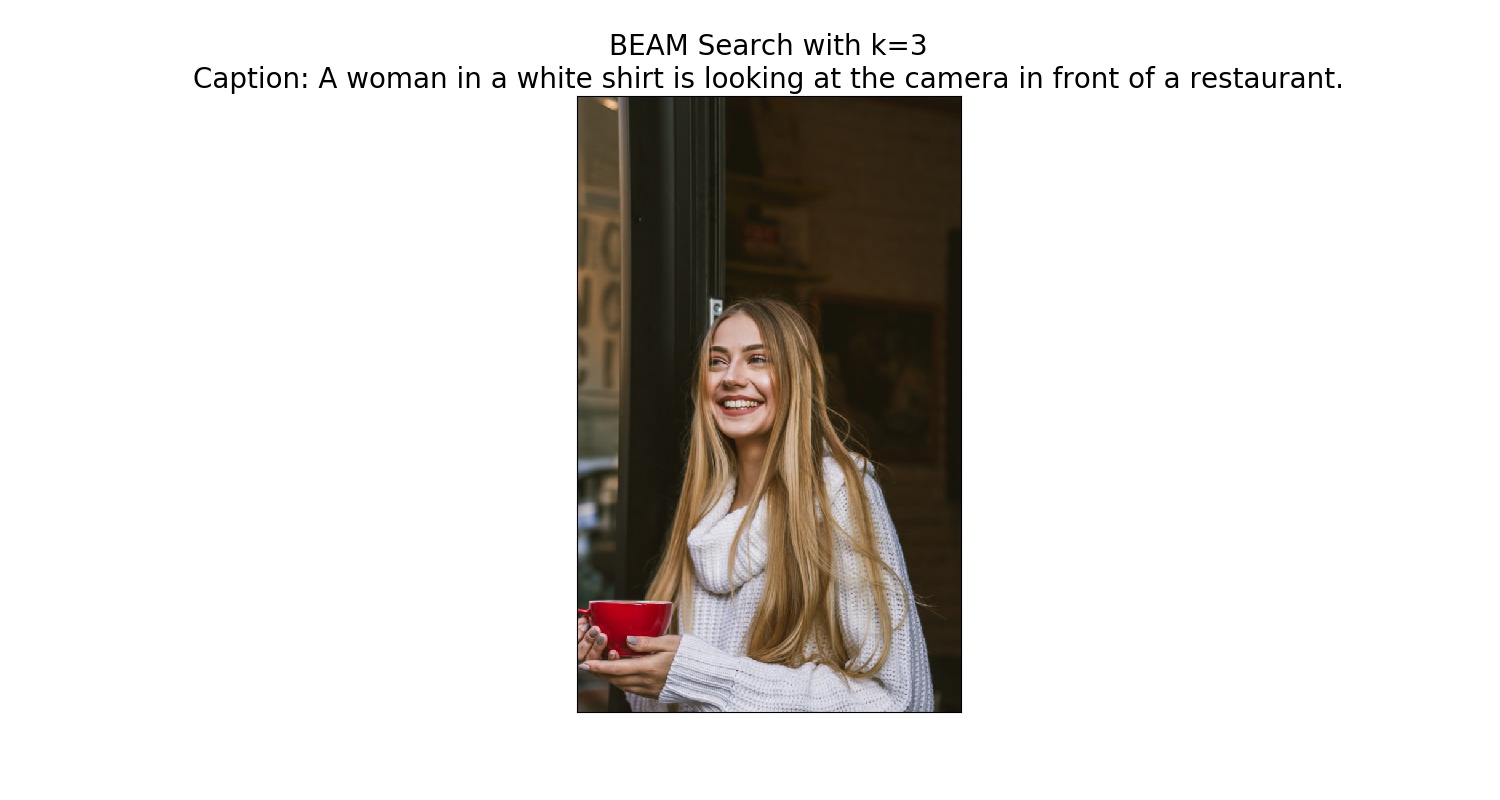 BEAM Search with k=3
Caption: A woman in a white shirt is looking at the camera in front of a restaurant.